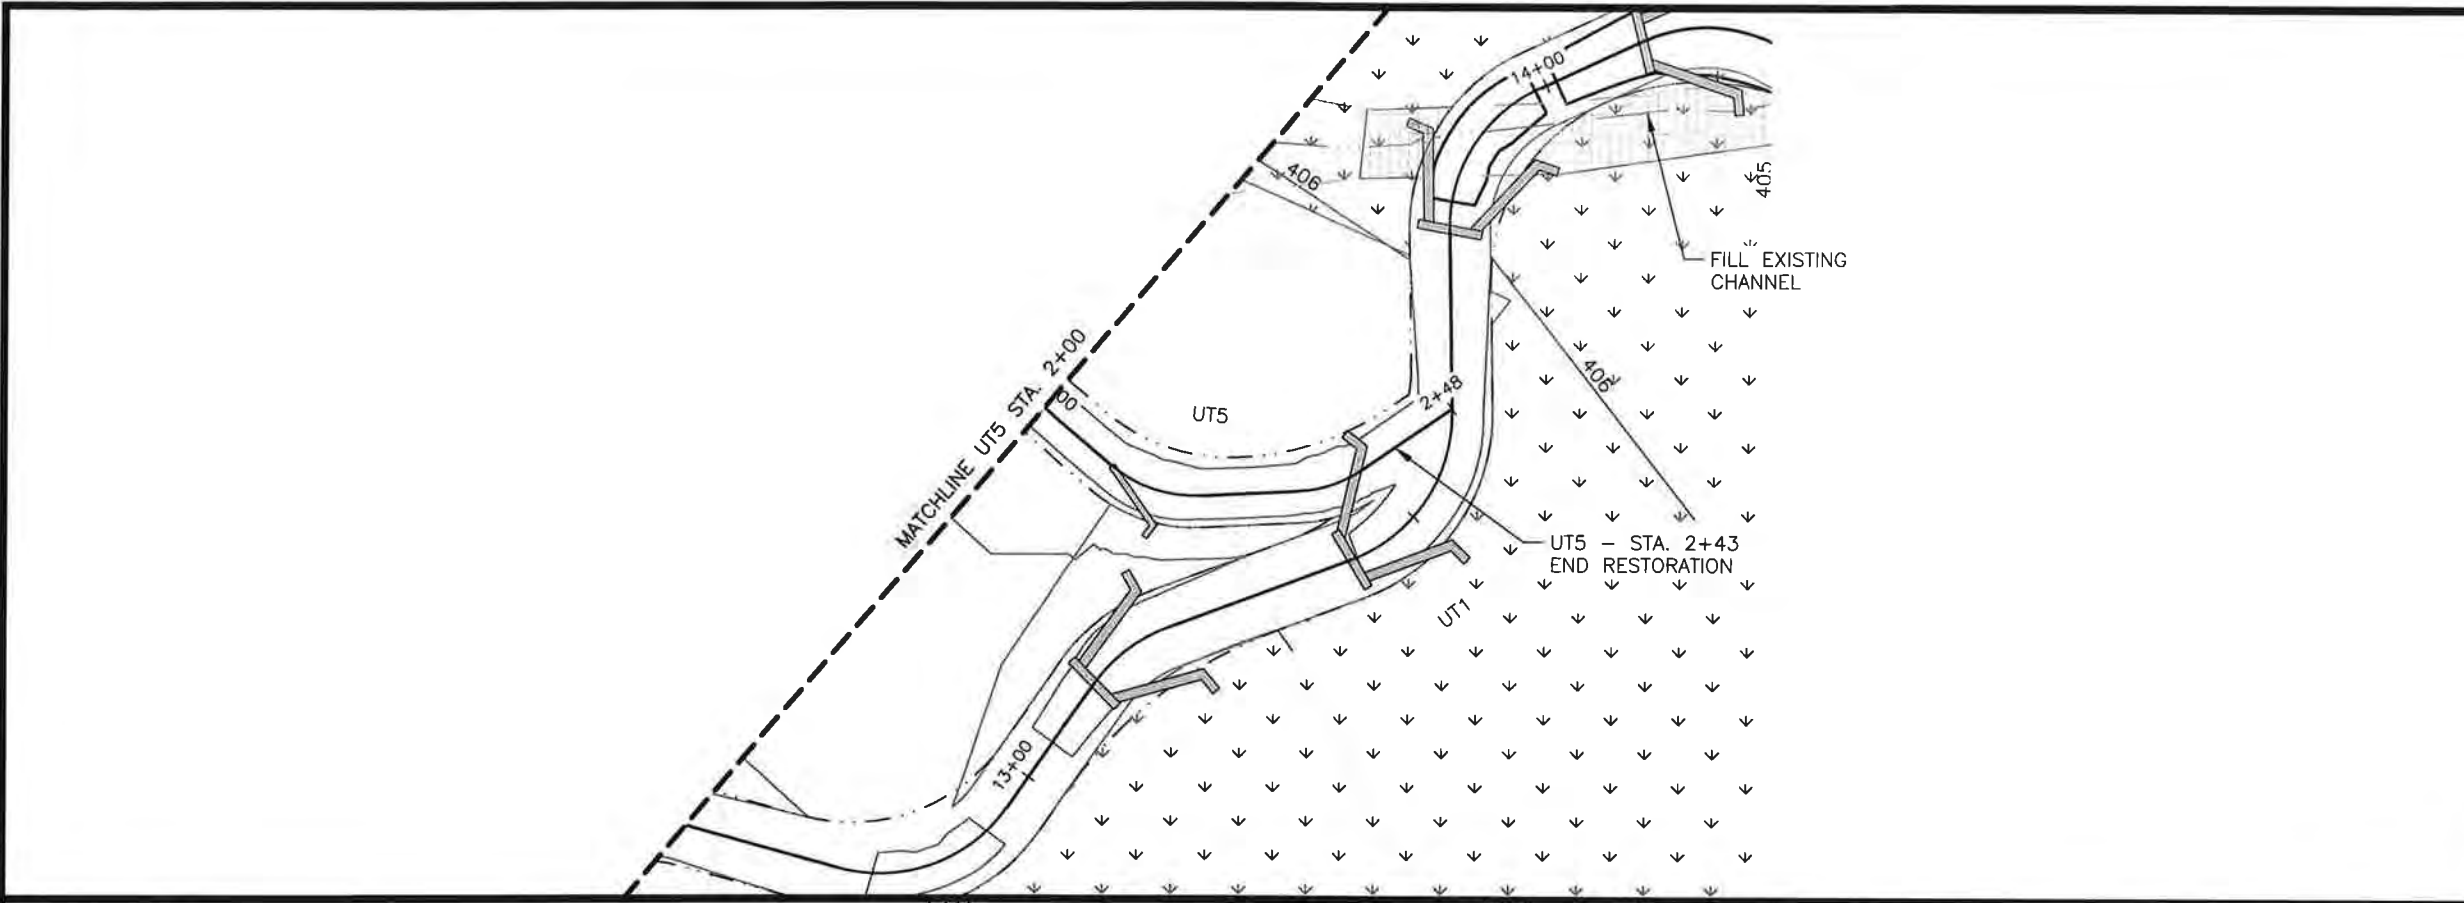 14+00
406
405
FILL EXISTING
CHANNEL
MATCHLINE UT5 STA. 2+00
00
UT5
2+48
406
UT5 – STA. 2+43
END RESTORATION
UT1
13+00